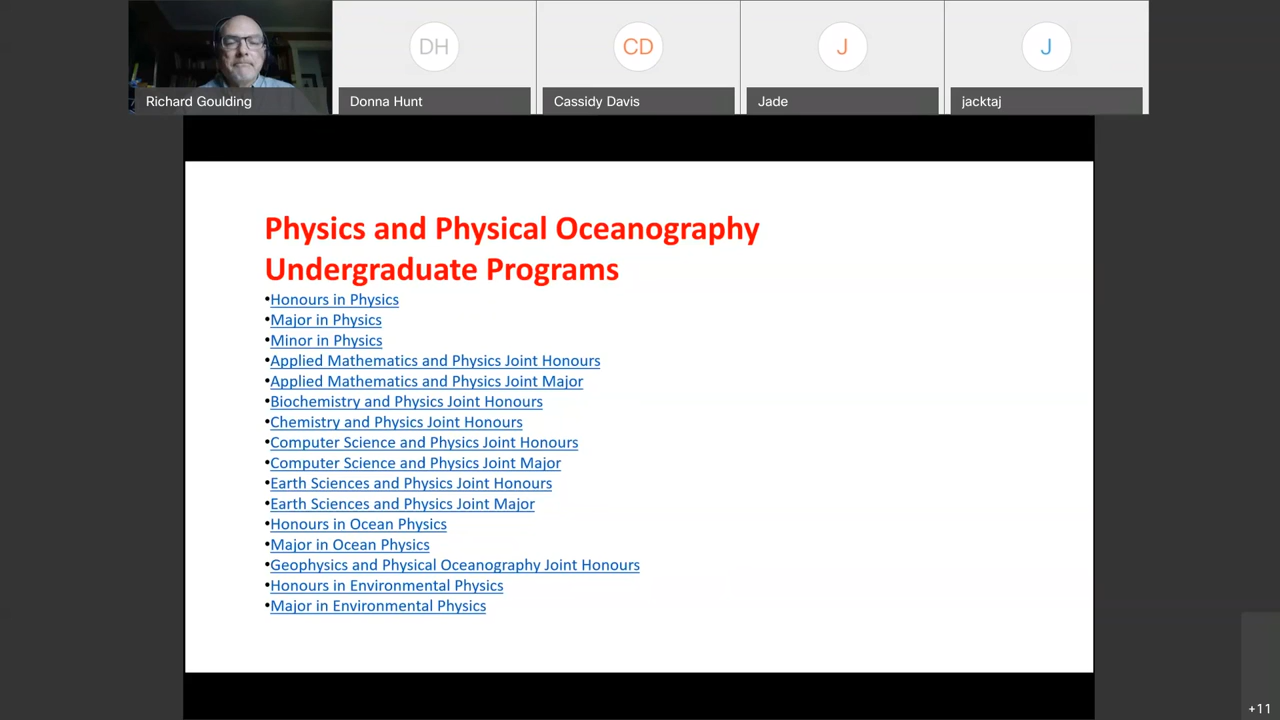 DH
CD
J
J
Richard Goulding
Donna Hunt
Cassidy Davis
Jade
jacktaj
Physics and Physical Oceanography
Undergraduate Programs
•Honours in Physics
•Major in Physics
•Minor in Physics
•Applied Mathematics and Physics Joint Honours
•Applied Mathematics and Physics Joint Major
•Biochemistry and Physics Joint Honours
•Chemistry and Physics Joint Honours
•Computer Science and Physics Joint Honours
•Computer Science and Physics Joint Major
•Earth Sciences and Physics Joint Honours
•Earth Sciences and Physics Joint Major
•Honours in Ocean Physics
•Major in Ocean Physics
•Geophysics and Physical Oceanography Joint Honours
•Honours in Environmental Physics
•Major in Environmental Physics
+11